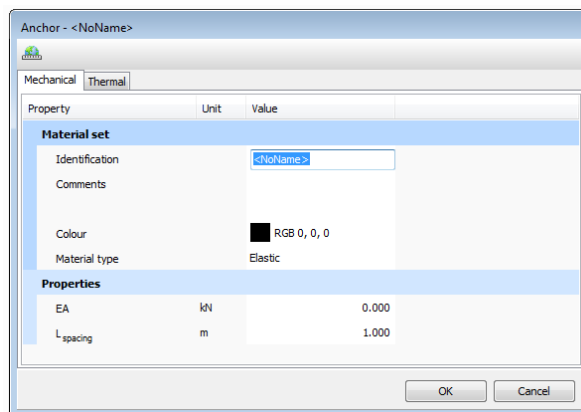 Anchor - <NoName>
Mechanical Thermal
Property Unit Value
Material set
Identification <NoName>
Comments
Colour RGB 0, 0, 0
Material type Elastic
Properties
EA kN 0.000
L spacing m 1.000
OK Cancel